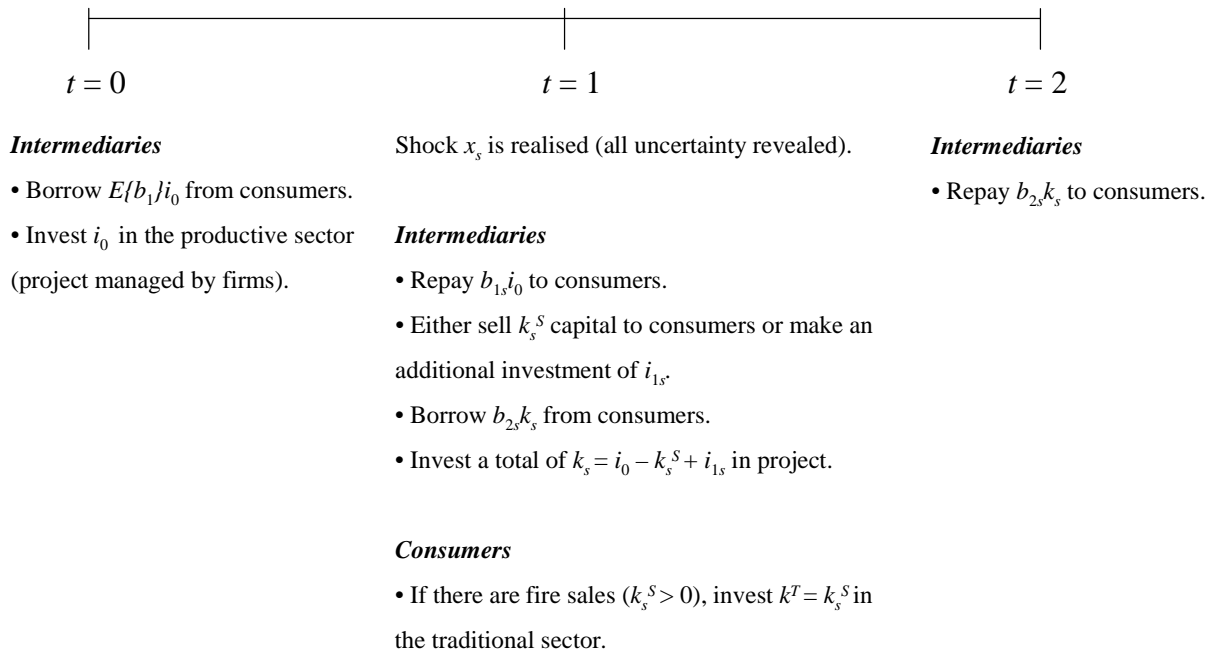 t = 0
t = 1
t = 2
Intermediaries
• Borrow E{b₁}i₀ from consumers.
• Invest i₀ in the productive sector
(project managed by firms).
Shock xₛ is realised (all uncertainty revealed).
Intermediaries
• Repay b₁ₛi₀ to consumers.
• Either sell kₛˢ capital to consumers or make an
additional investment of i₁ₛ.
• Borrow b₂ₛkₛ from consumers.
• Invest a total of kₛ = i₀ – kₛˢ + i₁ₛ in project.
Consumers
• If there are fire sales (kₛˢ > 0), invest kᵀ = kₛˢ in
the traditional sector.
Intermediaries
• Repay b₂ₛkₛ to consumers.